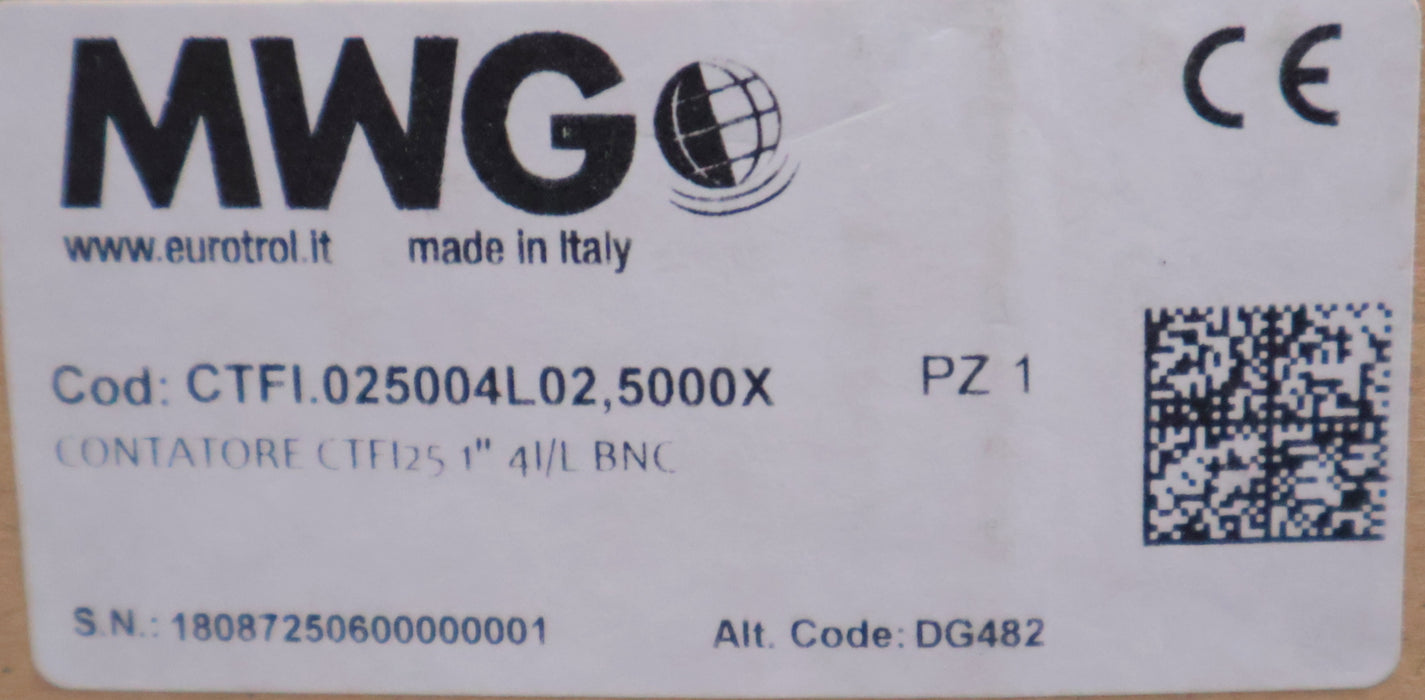 MWG
CE
www.eurotrol.it made in Italy
Cod: CTFI.025004L02,5000X PZ 1
CONTATORE CTFI25 1" 4I/L BNC
S.N.: 18087250600000001 Alt. Code: DG482